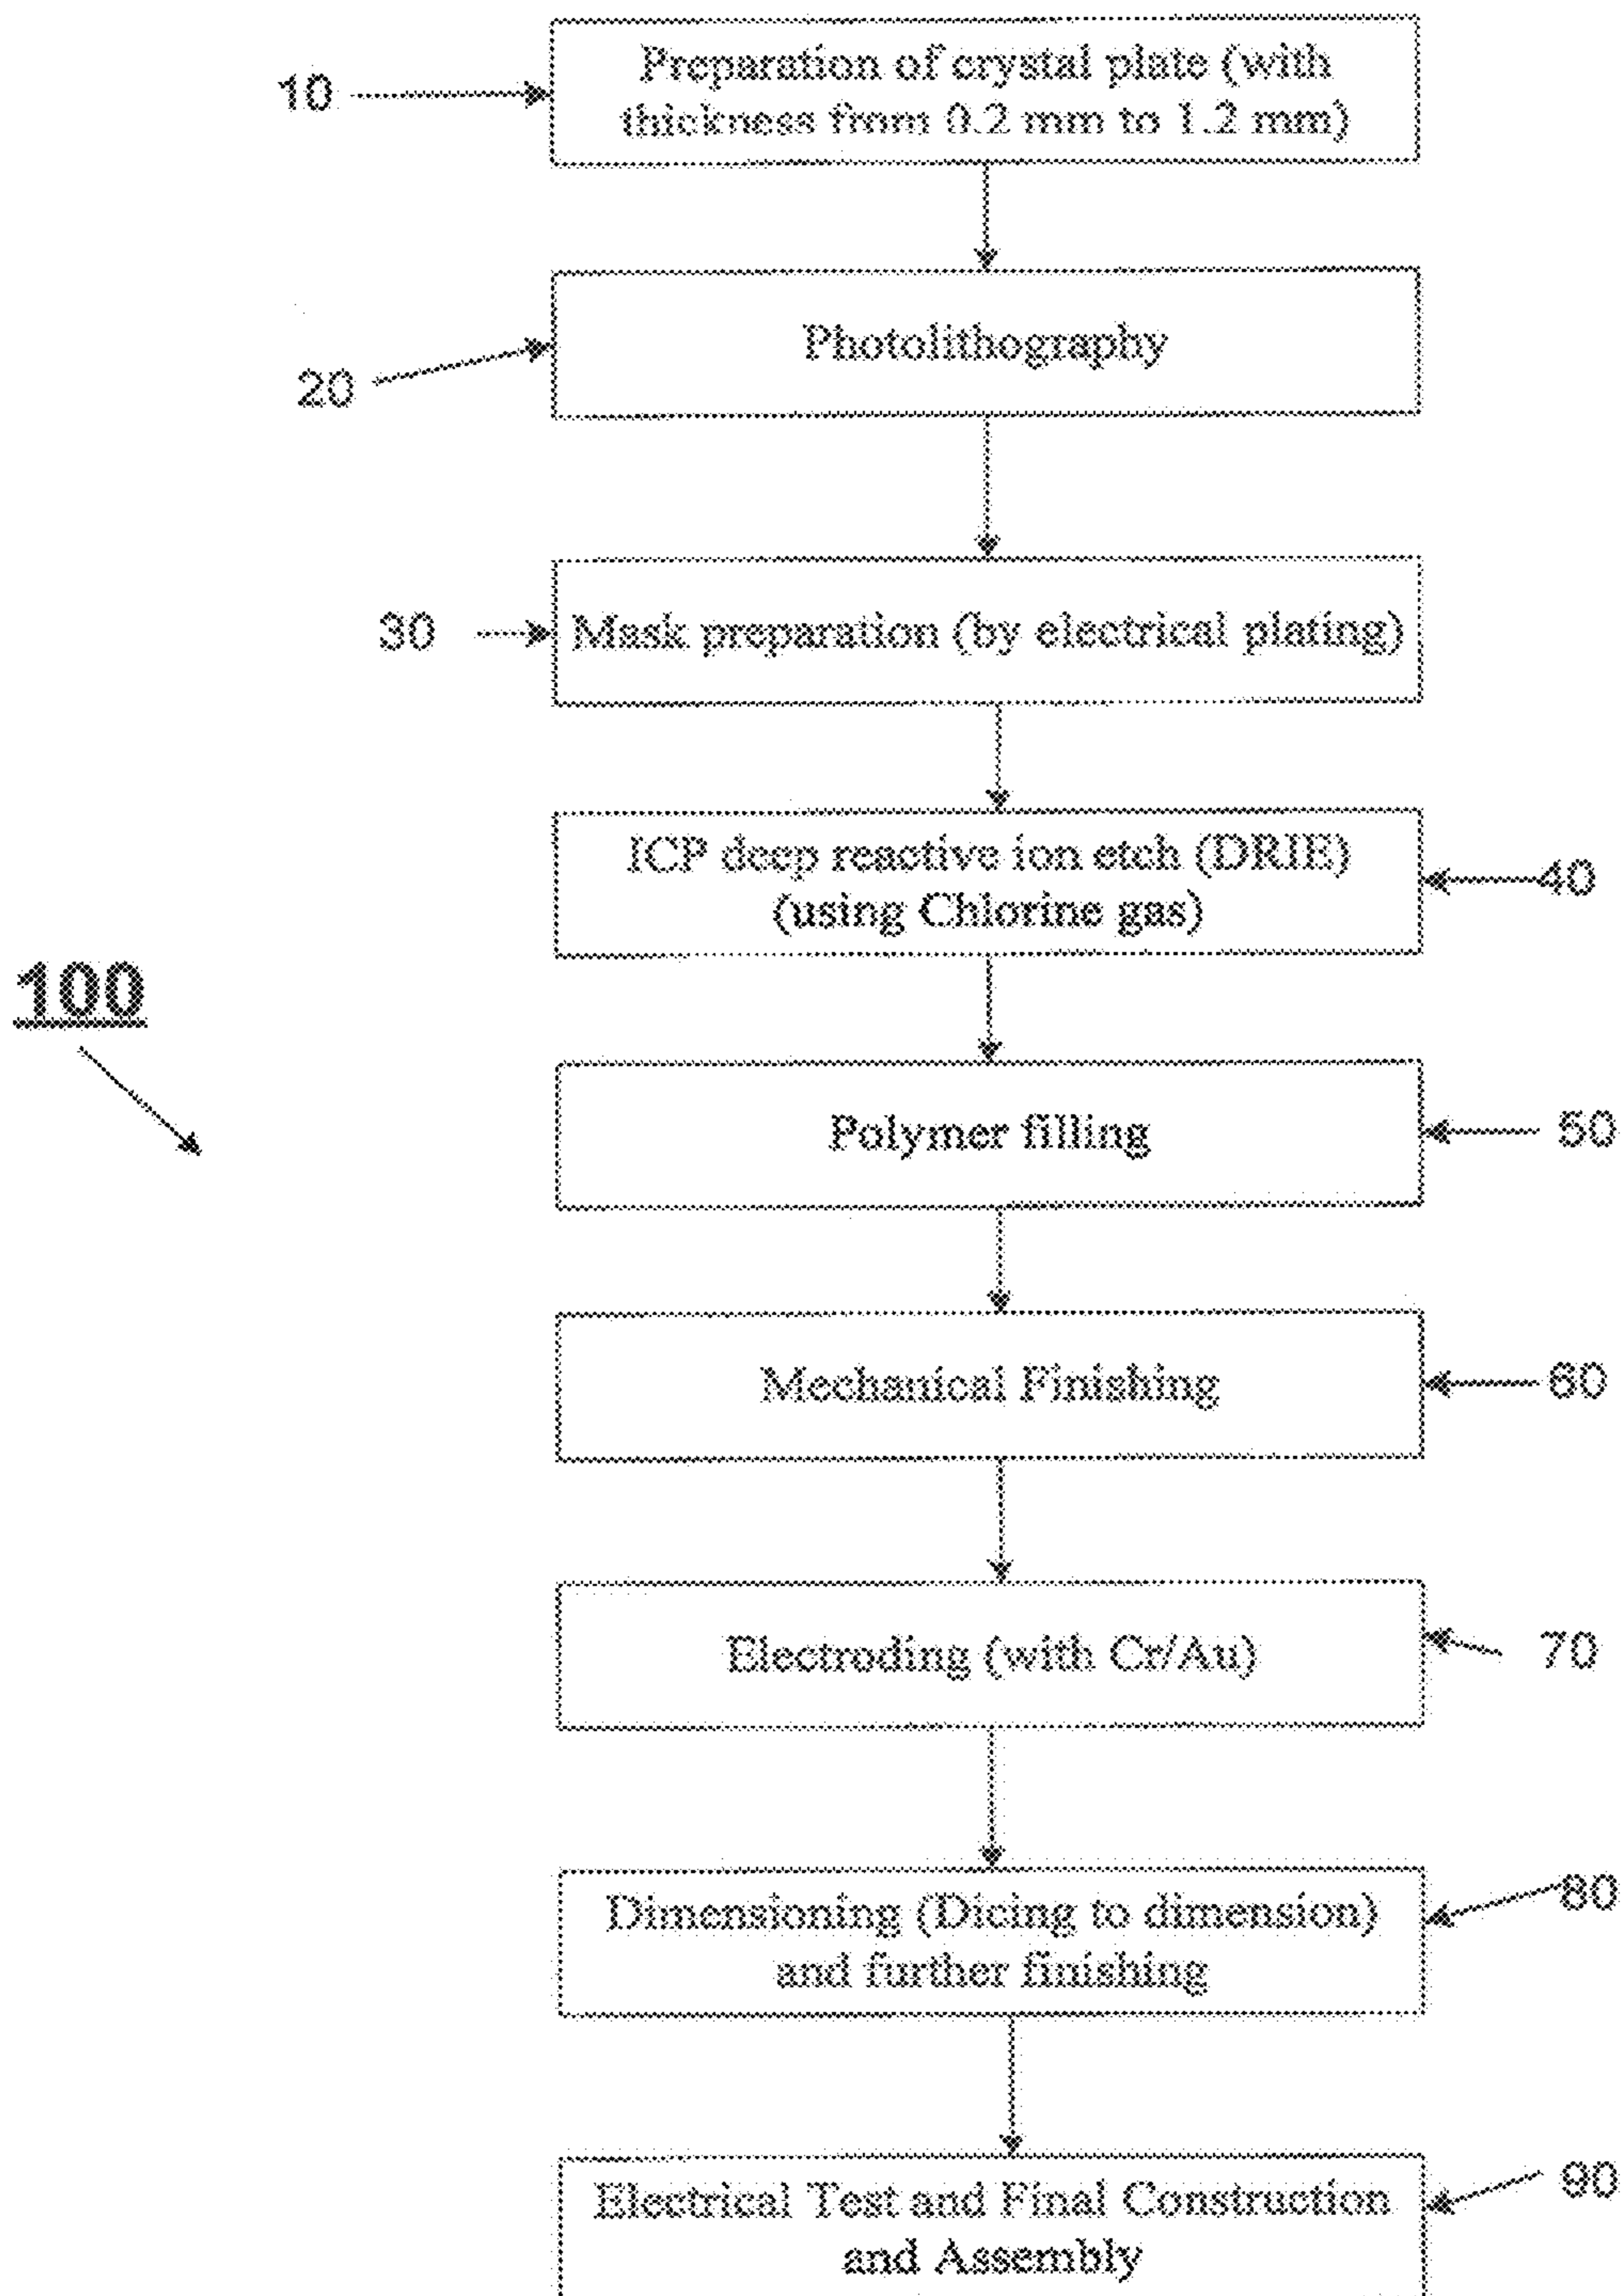 10
Preparation of crystal plate (with
thickness from 0.2 mm to 1.2 mm)
20
Photolithography
30
Mask preparation (by electrical plating)
ICP deep reactive ion etch (DRIE)
(using Chlorine gas)
40
100
Polymer filling
50
Mechanical Finishing
60
Electroding (with Cr/Au)
70
Dimensioning (Dicing to dimension)
and further finishing
80
Electrical Test and Final Construction
and Assembly
90